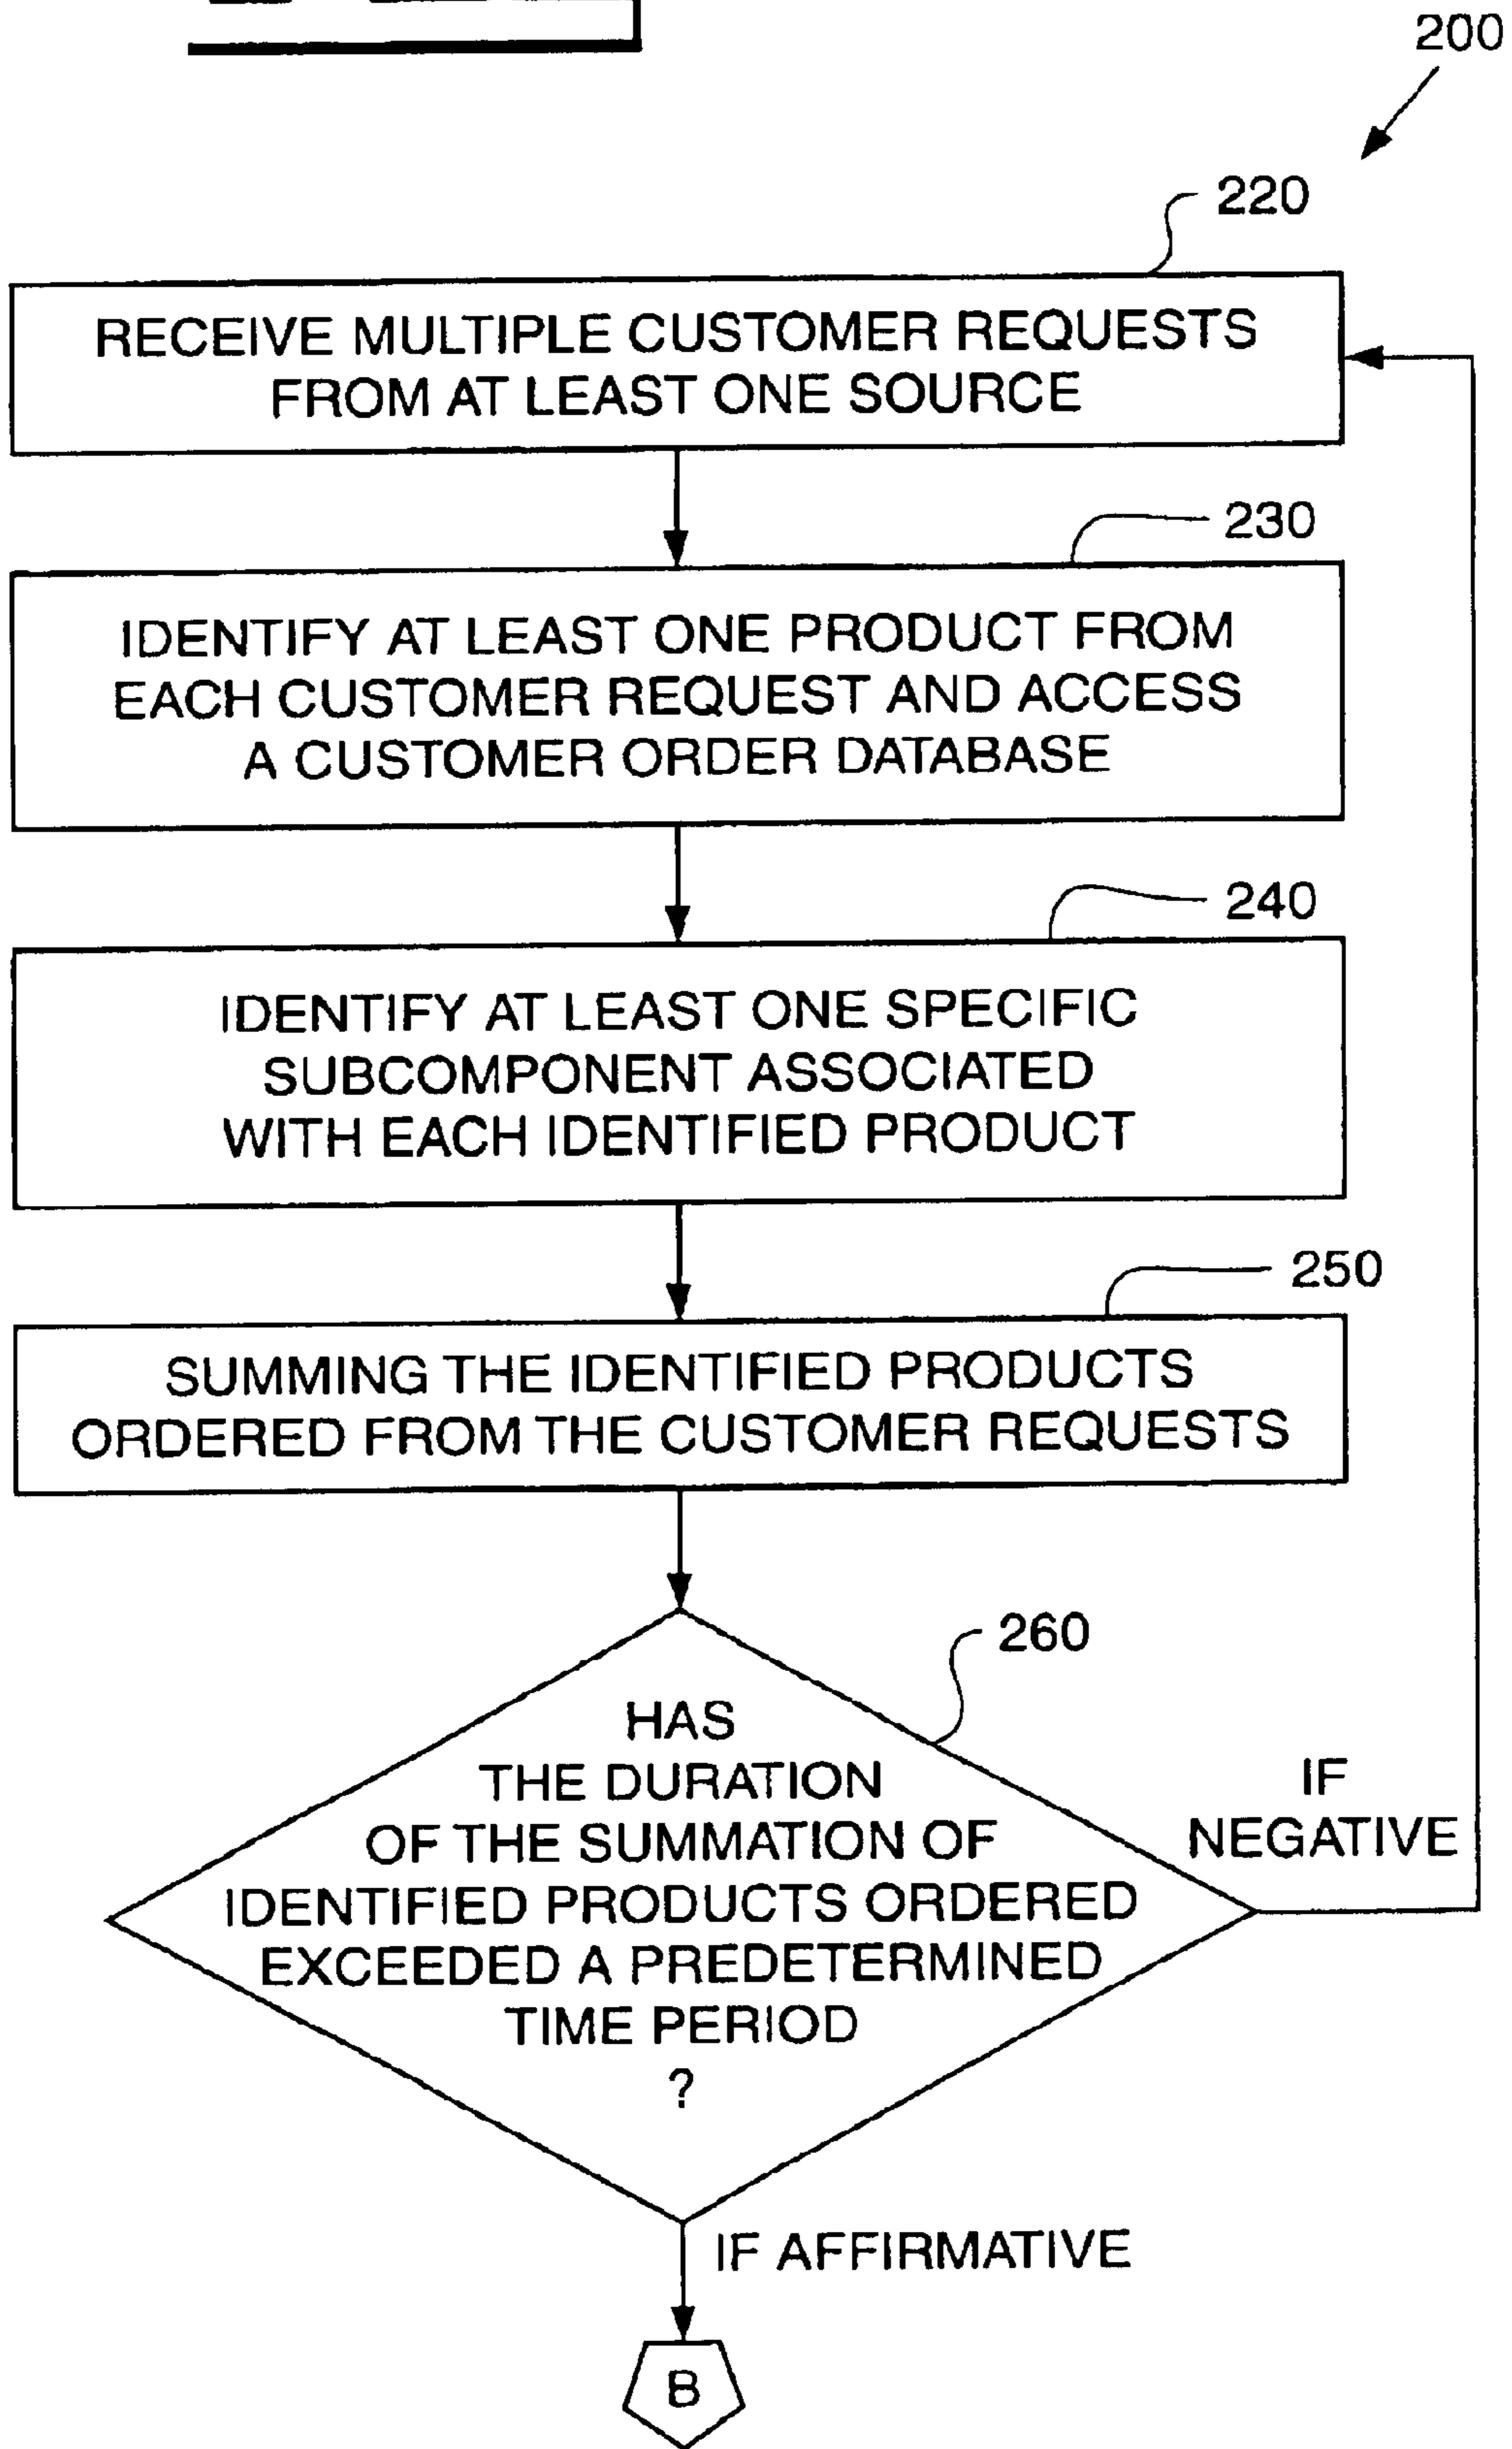 200
220
RECEIVE MULTIPLE CUSTOMER REQUESTS
FROM AT LEAST ONE SOURCE
230
IDENTIFY AT LEAST ONE PRODUCT FROM
EACH CUSTOMER REQUEST AND ACCESS
A CUSTOMER ORDER DATABASE
240
IDENTIFY AT LEAST ONE SPECIFIC
SUBCOMPONENT ASSOCIATED
WITH EACH IDENTIFIED PRODUCT
250
SUMMING THE IDENTIFIED PRODUCTS
ORDERED FROM THE CUSTOMER REQUESTS
260
HAS
THE DURATION
OF THE SUMMATION OF
IDENTIFIED PRODUCTS ORDERED
EXCEEDED A PREDETERMINED
TIME PERIOD
?
IF
NEGATIVE
IF AFFIRMATIVE
B